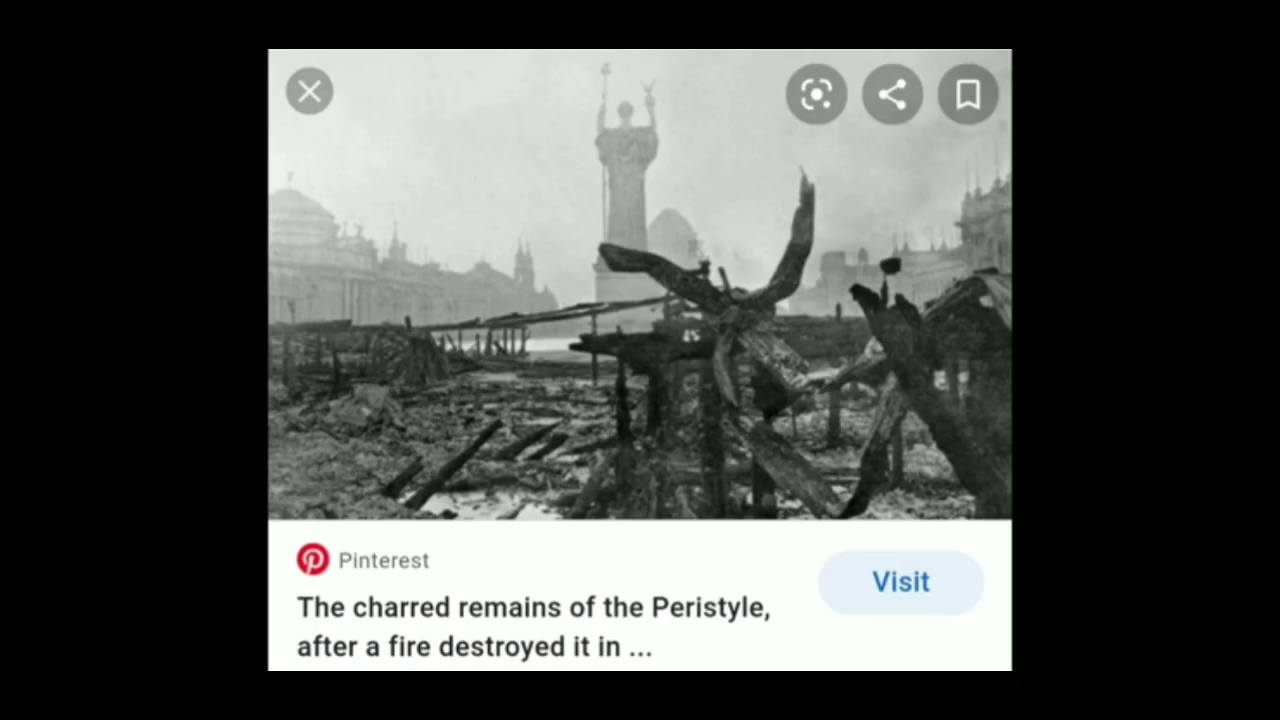 Pinterest
Visit
The charred remains of the Peristyle,
after a fire destroyed it in ...